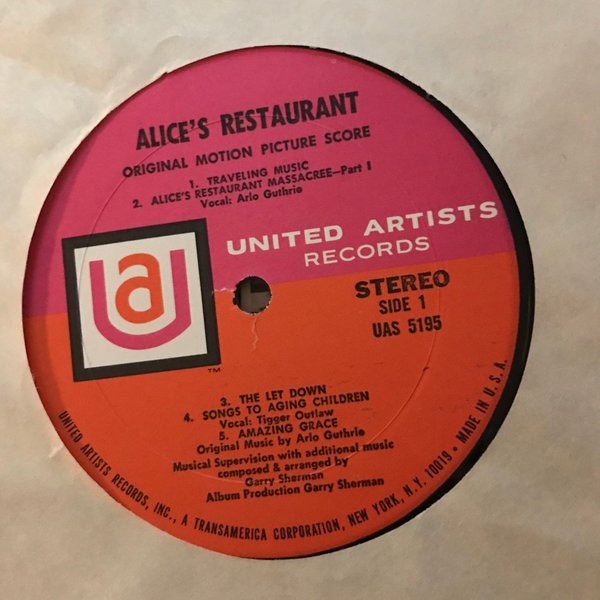 ALICE'S RESTAURANT
ORIGINAL MOTION PICTURE SCORE
1. TRAVELING MUSIC
2. ALICE'S RESTAURANT MASSACREE—Part I
Vocal: Arlo Guthrie
UNITED ARTISTS
RECORDS
ua
TM
STEREO
SIDE 1
UAS 5195
3. THE LET DOWN
4. SONGS TO AGING CHILDREN
Vocal: Tigger Outlaw
5. AMAZING GRACE
Original Music by Arlo Guthrie
Musical Supervision with additional music
composed & arranged by
Garry Sherman
Album Production Garry Sherman
UNITED ARTISTS RECORDS, INC., A TRANSAMERICA CORPORATION, NEW YORK, N.Y. 10019 • MADE IN U.S.A.